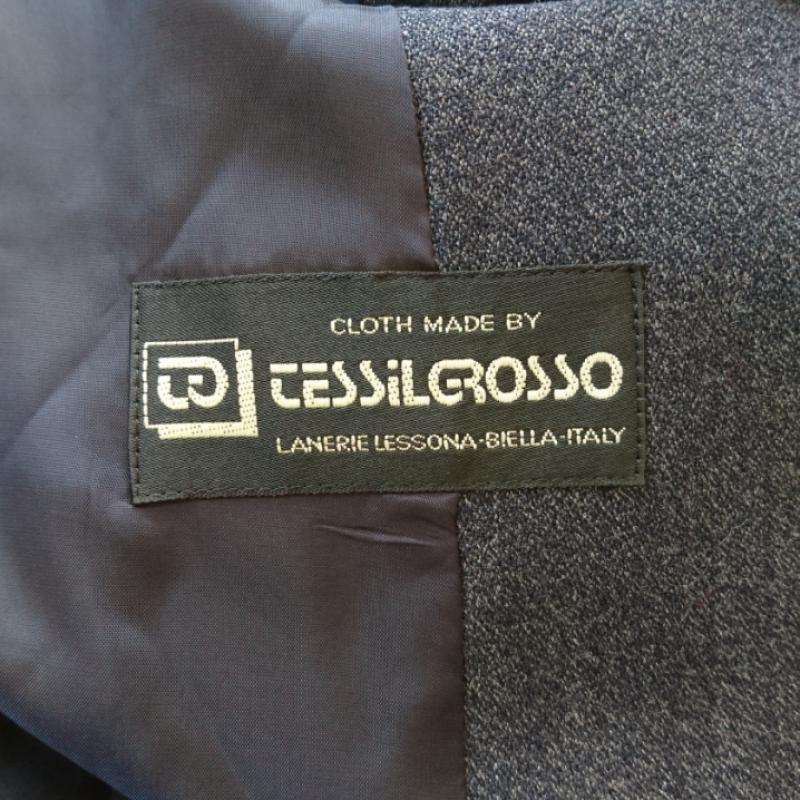 CLOTH MADE BY
TESSiLGROSSO
LANERIE LESSONA-BIELLA-ITALY